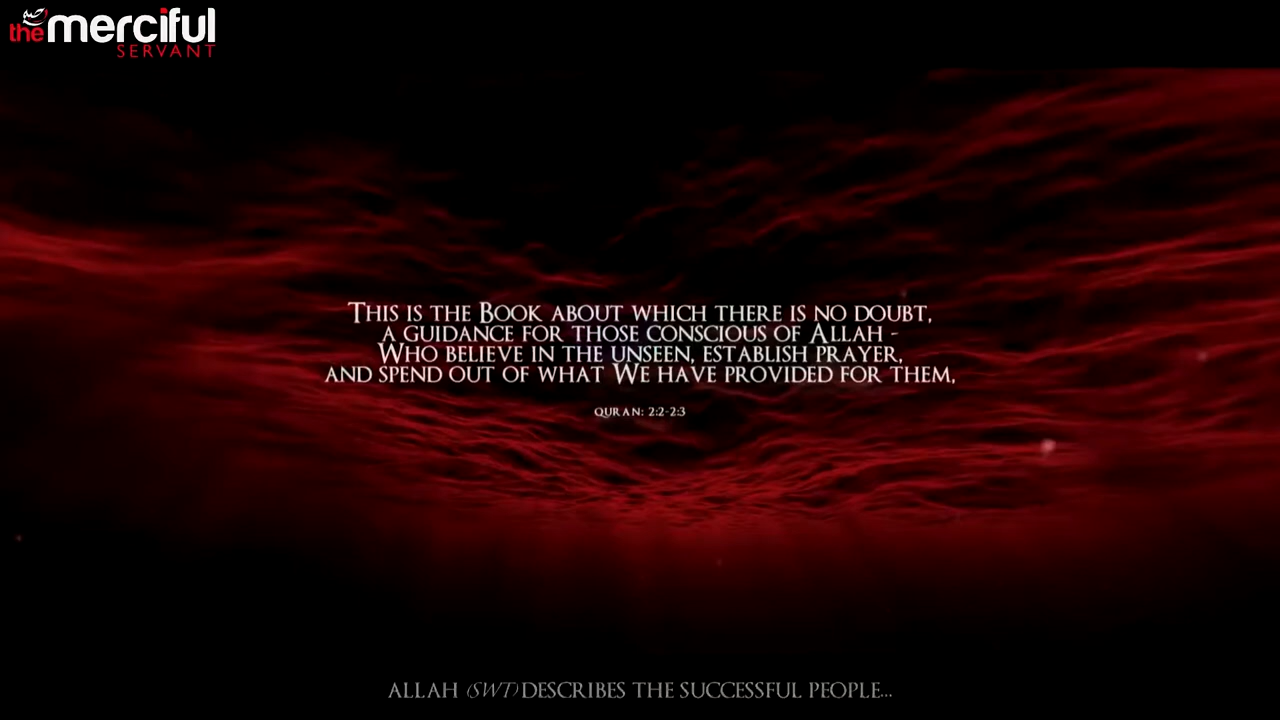 the merciful
SERVANT
This is the Book about which there is no doubt,
a guidance for those conscious of Allah -
Who believe in the unseen, establish prayer,
and spend out of what We have provided for them,
Quran: 2:2-2:3
Allah (swt) describes the successful people...